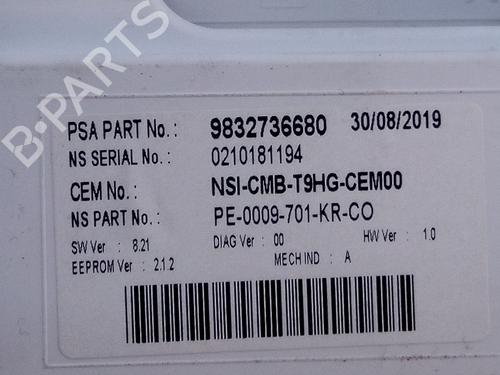 PSA PART No. : 9832736680 30/08/2019
NS SERIAL No. : 0210181194
CEM No. : NSI-CMB-T9HG-CEM00
NS PART No. : PE-0009-701-KR-CO
SW Ver : 8.21 DIAG Ver : 00 HW Ver : 1.0
EEPROM Ver : 2.1.2 MECH IND : A
B-PARTS